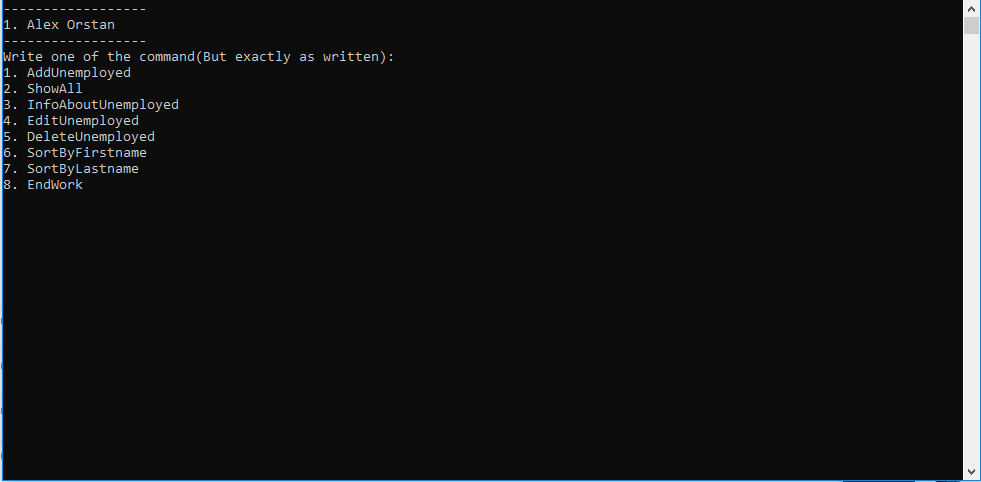 ------------------
1. Alex Orstan
------------------
Write one of the command(But exactly as written):
1. AddUnemployed
2. ShowAll
3. InfoAboutUnemployed
4. EditUnemployed
5. DeleteUnemployed
6. SortByFirstname
7. SortByLastname
8. EndWork